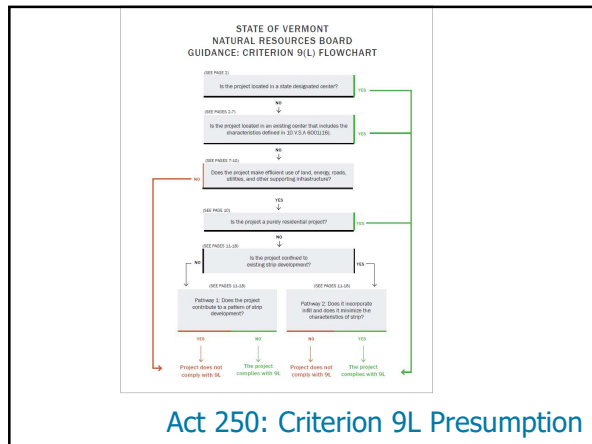 STATE OF VERMONT
NATURAL RESOURCES BOARD
GUIDANCE: CRITERION 9(L) FLOWCHART
(SEE PAGE 2)
Is the project located in a state designated center?
YES
NO
(SEE PAGES 2-7)
Is the project located in an existing center that includes the
characteristics defined in 10 V.S.A 6001(16).
YES
NO
(SEE PAGES 7-10)
NO
Does the project make efficient use of land, energy, roads,
utilities, and other supporting infrastructure?
YES
(SEE PAGE 10)
Is the project a purely residential project?
YES
NO
(SEE PAGES 11-18)
NO
Is the project confined to
existing strip development?
YES
(SEE PAGES 11-18)
Pathway 1: Does the project
contribute to a pattern of strip
development?
(SEE PAGES 11-18)
Pathway 2: Does it incorporate
infill and does it minimize the
characteristics of strip?
YES
NO
NO
YES
Project does not
comply with 9L
The project
complies with 9L
Project does not
comply with 9L
The project
complies with 9L
Act 250: Criterion 9L Presumption